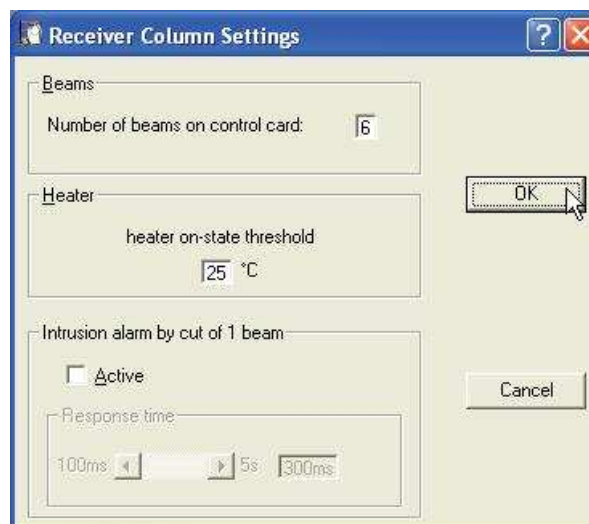 Receiver Column Settings
Beams
Number of beams on control card: 6
OK
Heater
heater on-state threshold
25 °C
Intrusion alarm by cut of 1 beam
Active
Cancel
Response time
100ms 5s 300ms